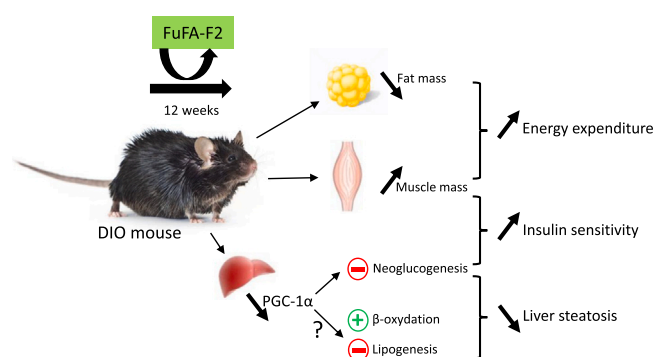 FuFA-F2
12 weeks
DIO mouse
Fat mass
Muscle mass
Energy expenditure
Insulin sensitivity
PGC-1α
Neoglucogenesis
?
β-oxydation
Lipogenesis
Liver steatosis